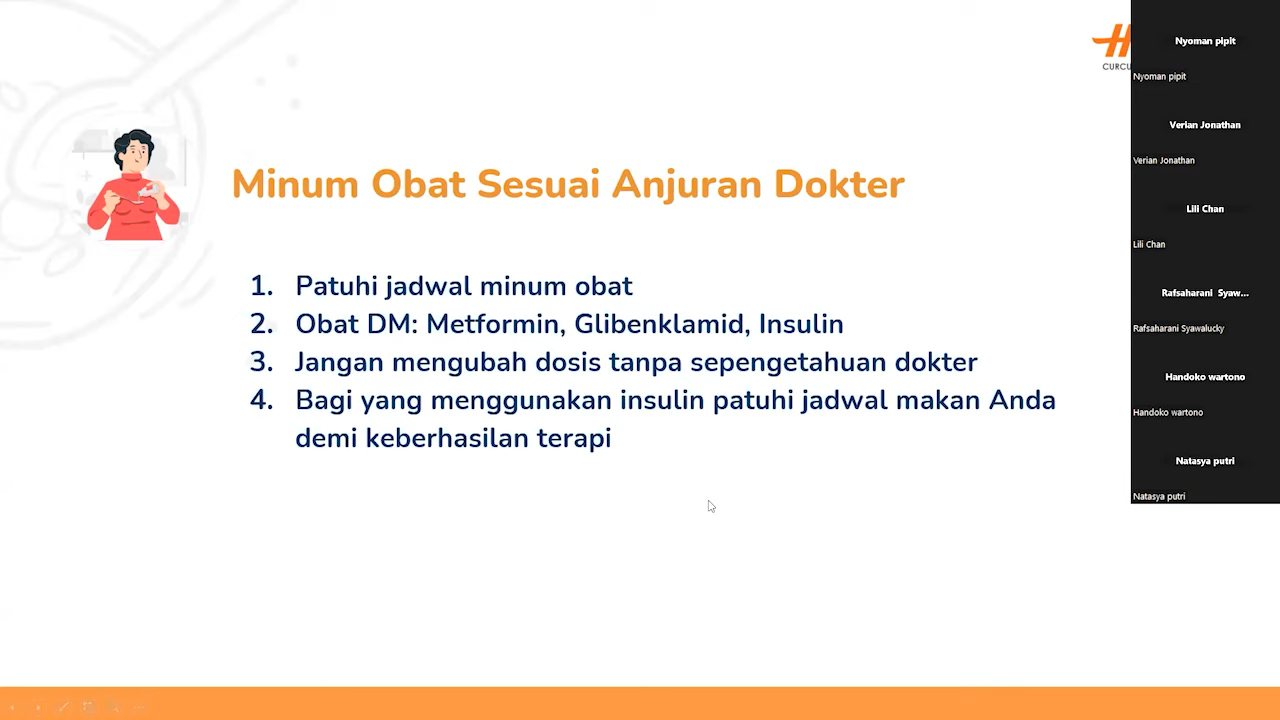 Minum Obat Sesuai Anjuran Dokter
1. Patuhi jadwal minum obat
2. Obat DM: Metformin, Glibenklamid, Insulin
3. Jangan mengubah dosis tanpa sepengetahuan dokter
4. Bagi yang menggunakan insulin patuhi jadwal makan Anda
demi keberhasilan terapi
H
CURCU
Nyoman pipit
Nyoman pipit
Verian Jonathan
Verian Jonathan
Lili Chan
Lili Chan
Rafsaharani Syaw...
Rafsaharani Syawalucky
Handoko wartono
Handoko wartono
Natasya putri
Natasya putri